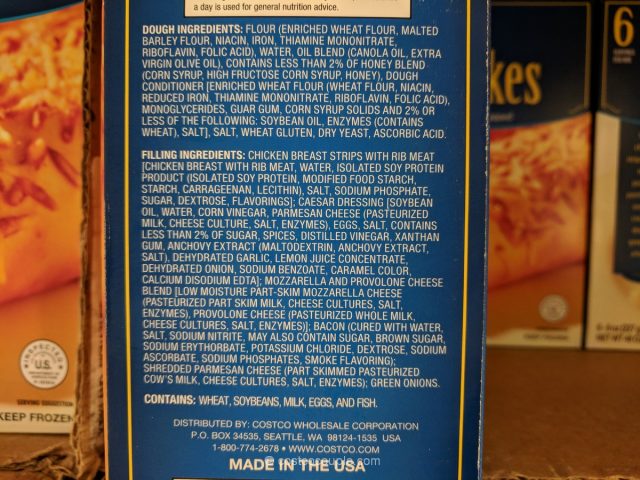 a day is used for general nutrition advice.
DOUGH INGREDIENTS: FLOUR (ENRICHED WHEAT FLOUR, MALTED
BARLEY FLOUR, NIACIN, IRON, THIAMINE MONONITRATE,
RIBOFLAVIN, FOLIC ACID), WATER, OIL BLEND (CANOLA OIL, EXTRA
VIRGIN OLIVE OIL), CONTAINS LESS THAN 2% OF HONEY BLEND
(CORN SYRUP, HIGH FRUCTOSE CORN SYRUP, HONEY), DOUGH
CONDITIONER [ENRICHED WHEAT FLOUR (WHEAT FLOUR, NIACIN,
REDUCED IRON, THIAMINE MONONITRATE, RIBOFLAVIN, FOLIC ACID),
MONOGLYCERIDES, GUAR GUM, CORN SYRUP SOLIDS AND 2% OR
LESS OF THE FOLLOWING: SOYBEAN OIL, ENZYMES (CONTAINS
WHEAT), SALT], SALT, WHEAT GLUTEN, DRY YEAST, ASCORBIC ACID.
FILLING INGREDIENTS: CHICKEN BREAST STRIPS WITH RIB MEAT
[CHICKEN BREAST WITH RIB MEAT, WATER, ISOLATED SOY PROTEIN
PRODUCT (ISOLATED SOY PROTEIN, MODIFIED FOOD STARCH,
STARCH, CARRAGEENAN, LECITHIN), SALT, SODIUM PHOSPHATE,
SUGAR, DEXTROSE, FLAVORINGS]; CAESAR DRESSING [SOYBEAN
OIL, WATER, CORN VINEGAR, PARMESAN CHEESE (PASTEURIZED
MILK, CHEESE CULTURE, SALT, ENZYMES), EGGS, SALT, CONTAINS
LESS THAN 2% OF SUGAR, SPICES, DISTILLED VINEGAR, XANTHAN
GUM, ANCHOVY EXTRACT (MALTODEXTRIN, ANCHOVY EXTRACT,
SALT), DEHYDRATED GARLIC, LEMON JUICE CONCENTRATE,
DEHYDRATED ONION, SODIUM BENZOATE, CARAMEL COLOR,
CALCIUM DISODIUM EDTA]; MOZZARELLA AND PROVOLONE CHEESE
BLEND [LOW MOISTURE PART-SKIM MOZZARELLA CHEESE
(PASTEURIZED PART SKIM MILK, CHEESE CULTURES, SALT,
ENZYMES), PROVOLONE CHEESE (PASTEURIZED WHOLE MILK,
CHEESE CULTURES, SALT, ENZYMES)]; BACON (CURED WITH WATER,
SALT, SODIUM NITRITE, MAY ALSO CONTAIN SUGAR, BROWN SUGAR,
SODIUM ERYTHORBATE, POTASSIUM CHLORIDE, DEXTROSE, SODIUM
ASCORBATE, SODIUM PHOSPHATES, SMOKE FLAVORING);
SHREDDED PARMESAN CHEESE (PART SKIMMED PASTEURIZED
COW'S MILK, CHEESE CULTURES, SALT, ENZYMES); GREEN ONIONS.
CONTAINS: WHEAT, SOYBEANS, MILK, EGGS, AND FISH.
DISTRIBUTED BY: COSTCO WHOLESALE CORPORATION
P.O. BOX 34535, SEATTLE, WA 98124-1535 USA
1-800-774-2678 • WWW.COSTCO.COM
MADE IN THE USA
INSPECTED
U.S.
SERVING SUGGESTION
KEEP FROZEN
kes
6